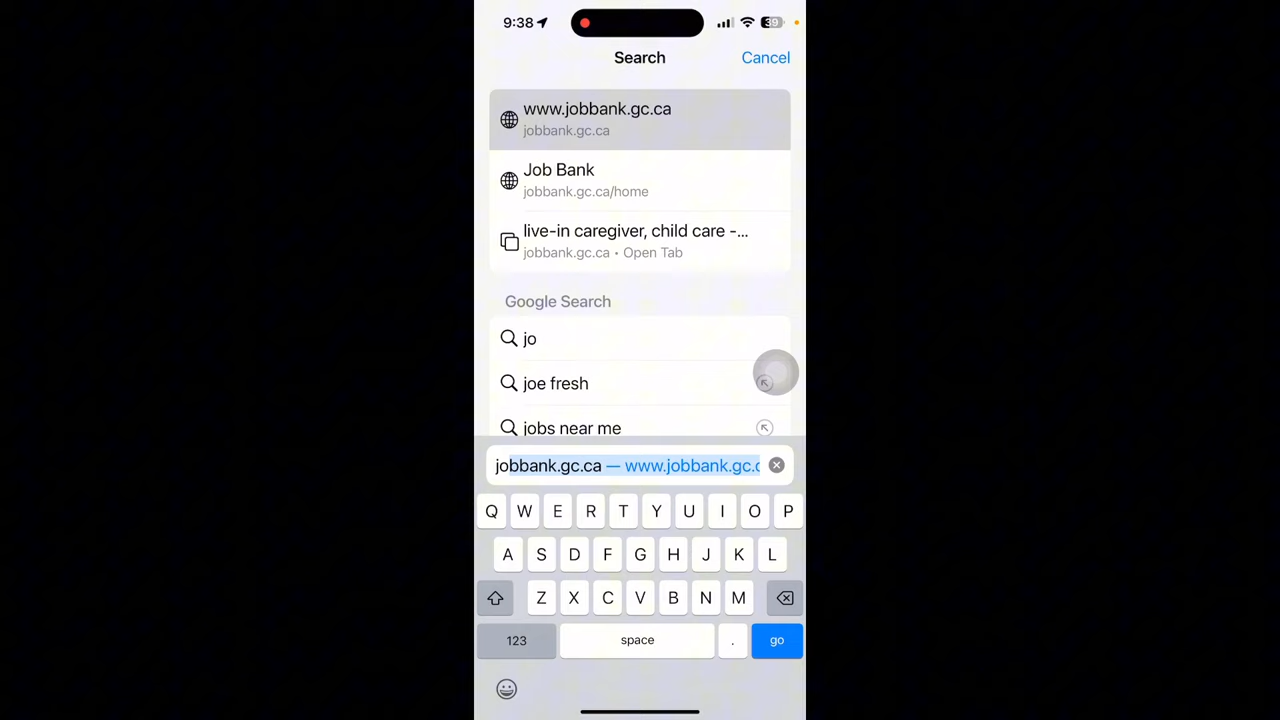 9:38
39
Search
Cancel
www.jobbank.gc.ca
jobbank.gc.ca
Job Bank
jobbank.gc.ca/home
live-in caregiver, child care -...
jobbank.gc.ca • Open Tab
Google Search
jo
joe fresh
jobs near me
jobbank.gc.ca — www.jobbank.gc.c
Q W E R T Y U I O P
A S D F G H J K L
Z X C V B N M
123 space . go